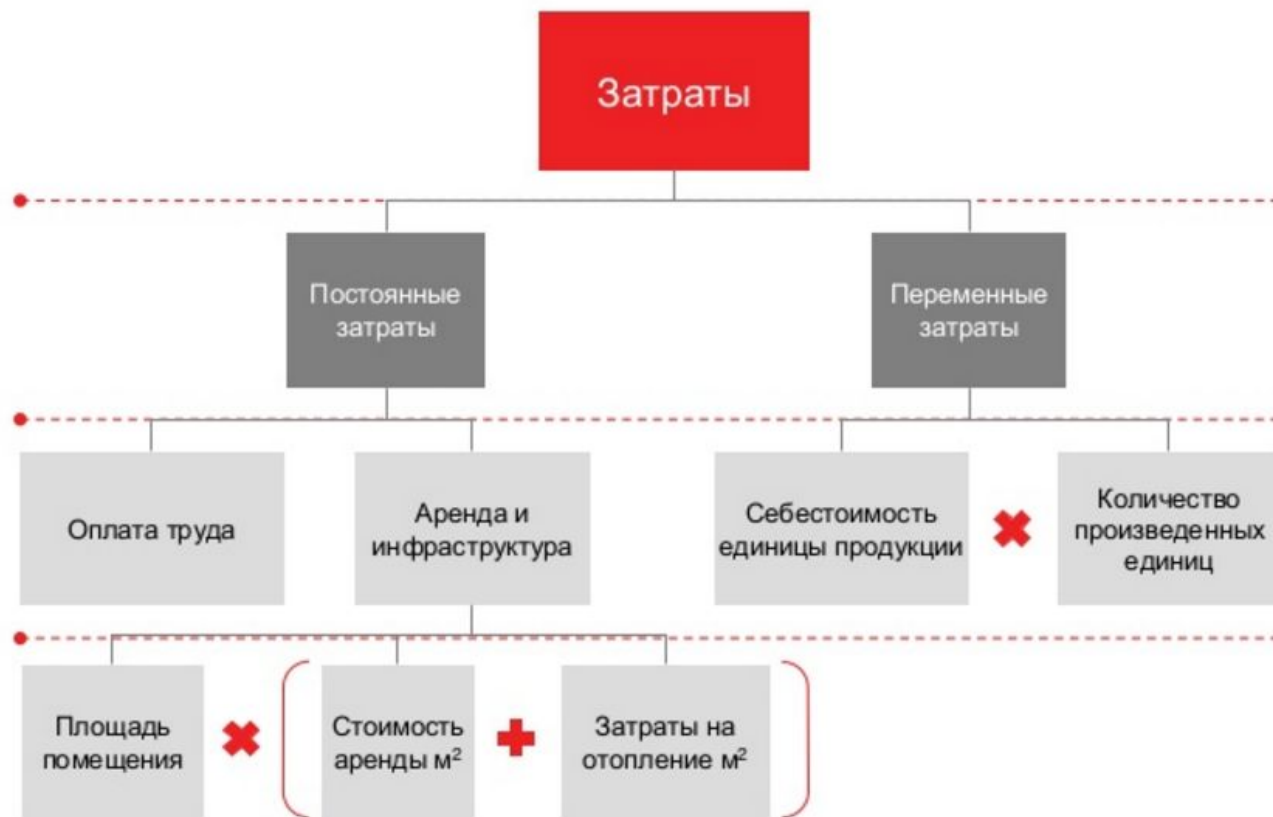 Затраты
Постоянные
затраты
Переменные
затраты
Оплата труда
Аренда и
инфраструктура
Себестоимость
единицы продукции
Количество
произведенных
единиц
Площадь
помещения
Стоимость
аренды м²
Затраты на
отопление м²